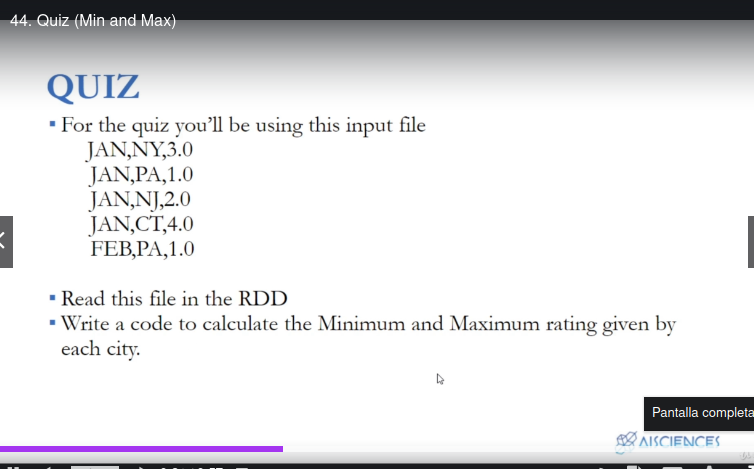 44. Quiz (Min and Max)
QUIZ
▪ For the quiz you'll be using this input file
JAN,NY,3.0
JAN,PA,1.0
JAN,NJ,2.0
JAN,CT,4.0
FEB,PA,1.0
▪ Read this file in the RDD
▪ Write a code to calculate the Minimum and Maximum rating given by
each city.
Pantalla completa
AISCIENCES